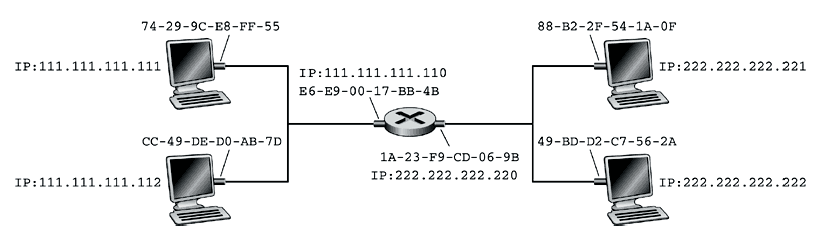 74-29-9C-E8-FF-55
IP:111.111.111.111
IP:111.111.111.110
E6-E9-00-17-BB-4B
CC-49-DE-D0-AB-7D
IP:111.111.111.112
88-B2-2F-54-1A-0F
IP:222.222.222.221
1A-23-F9-CD-06-9B
IP:222.222.222.220
49-BD-D2-C7-56-2A
IP:222.222.222.222